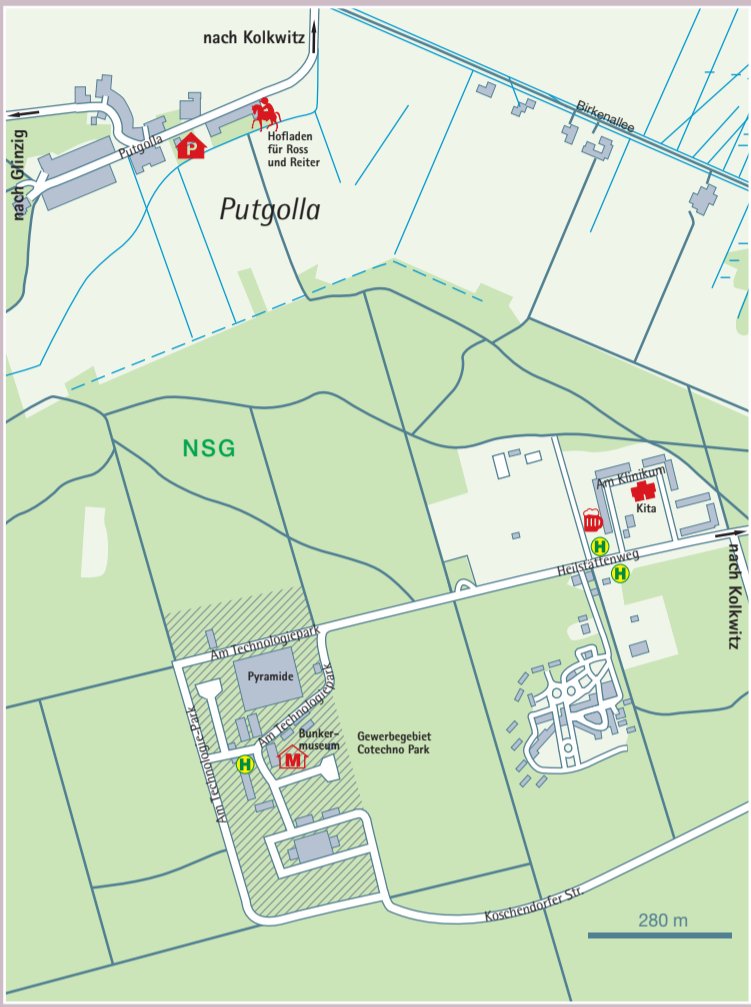 nach Kolkwitz
Birkenallee
Hofladen
für Ross
und Reiter
Putgolla
P
nach Glinzig
Putgolla
NSG
Am Klinikum
Kita
H
Heilstättenweg
H
nach Kolkwitz
Am Technologiepark
Pyramide
Am Technologiepark
Am Technologie-Park
Bunker-
museum
M
H
Gewerbegebiet
Cotechno Park
Koschendorfer Str.
280 m